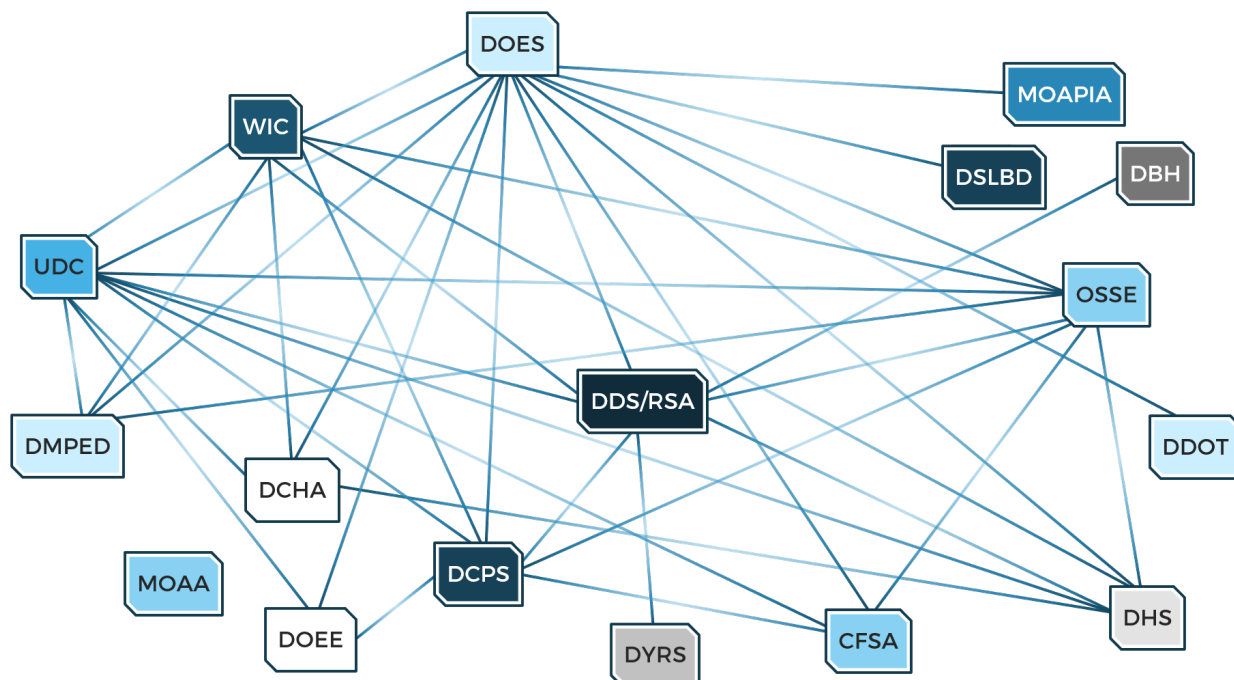 DOES
MOAPIA
WIC
DSLBD
DBH
UDC
OSSE
DDS/RSA
DMPED
DDOT
DCHA
DCPS
MOAA
DOEE
DHS
CFSA
DYRS